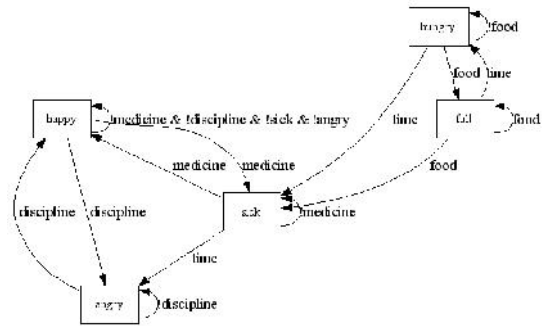 hungry
!food
food
time
happy
full
food
!medicine & !discipline & !sick & !angry
time
medicine
medicine
food
discipline
discipline
sick
!medicine
time
angry
!discipline